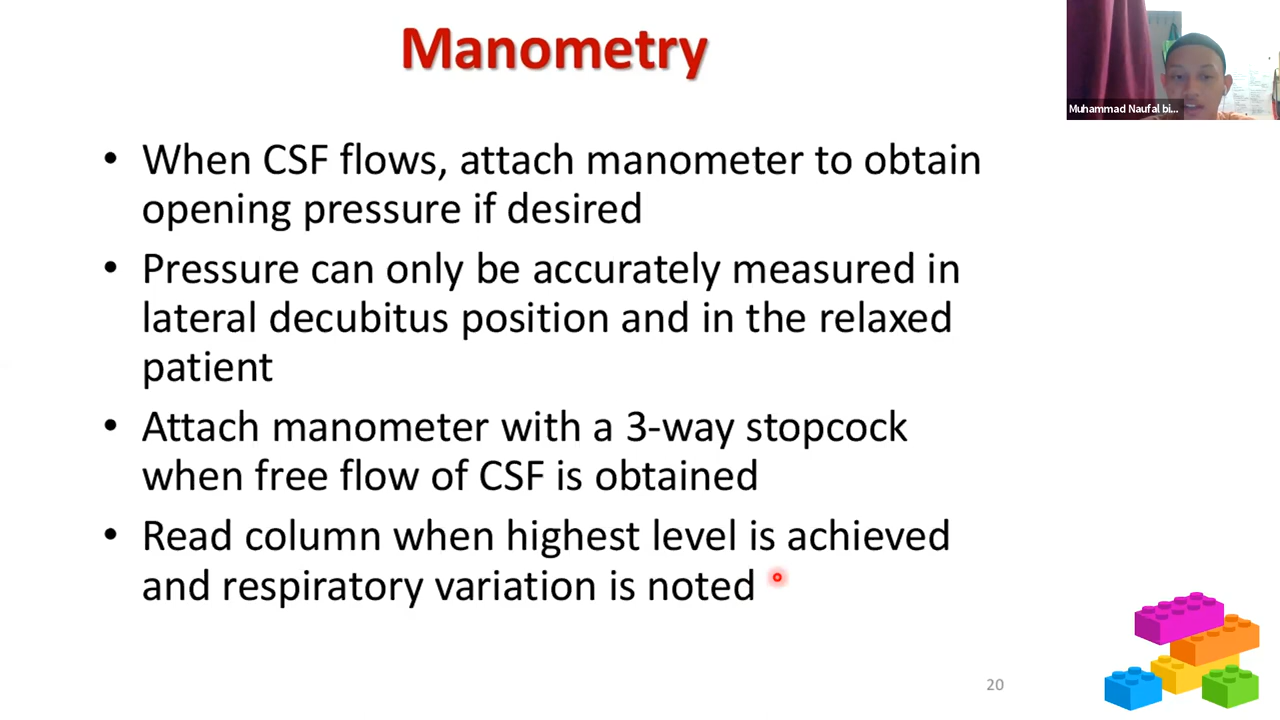 Manometry
Muhammad Naufal bi...
• When CSF flows, attach manometer to obtain
opening pressure if desired
• Pressure can only be accurately measured in
lateral decubitus position and in the relaxed
patient
• Attach manometer with a 3-way stopcock
when free flow of CSF is obtained
• Read column when highest level is achieved
and respiratory variation is noted
20